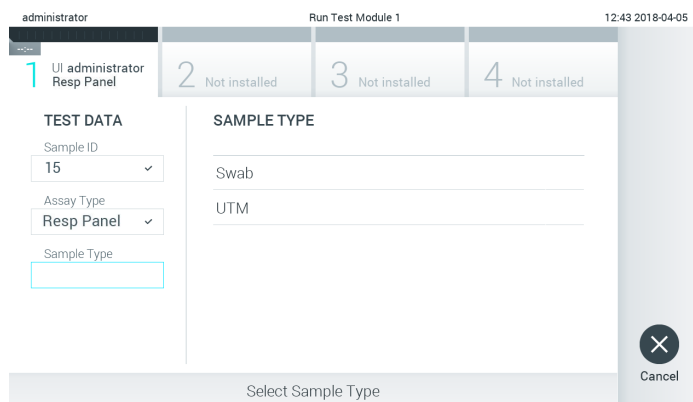 administrator Run Test Module 1 12:43 2018-04-05
--:--
1 UI administrator
Resp Panel
2 Not installed
3 Not installed
4 Not installed
TEST DATA
Sample ID
15
Assay Type
Resp Panel
Sample Type
SAMPLE TYPE
Swab
UTM
Cancel
Select Sample Type